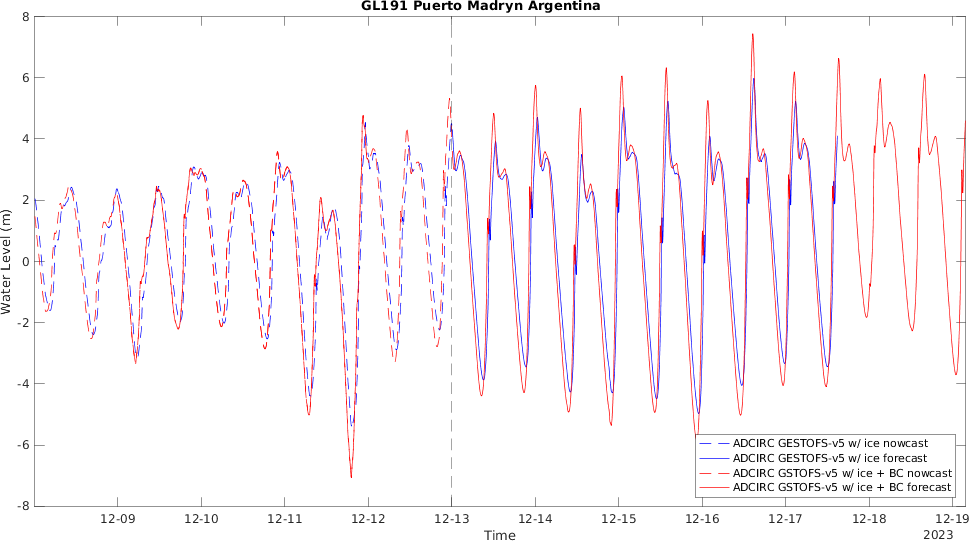 GL191 Puerto Madryn Argentina
8
6
4
2
0
-2
-4
-6
-8
Water Level (m)
ADCIRC GESTOFS-v5 w/ ice nowcast
ADCIRC GESTOFS-v5 w/ ice forecast
ADCIRC GSTOFS-v5 w/ ice + BC nowcast
ADCIRC GSTOFS-v5 w/ ice + BC forecast
12-09 12-10 12-11 12-12 12-13 12-14 12-15 12-16 12-17 12-18 12-19
Time
2023